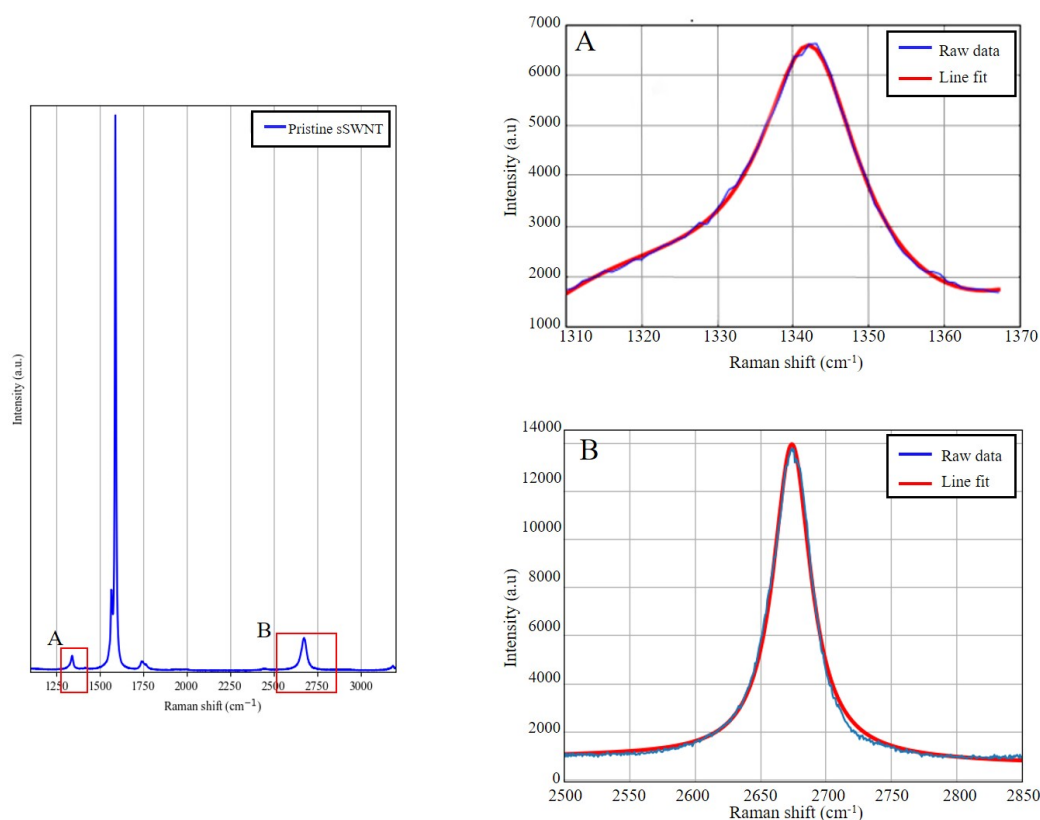 Pristine sSWNT
Intensity (a.u.)
A
B
1250 1500 1750 2000 2250 2500 2750 3000
Raman shift (cm⁻¹)
A
Raw data
Line fit
Intensity (a.u)
7000
6000
5000
4000
3000
2000
1000
1310 1320 1330 1340 1350 1360 1370
Raman shift (cm⁻¹)
B
Raw data
Line fit
Intensity (a.u)
14000
12000
10000
8000
6000
4000
2000
0
2500 2550 2600 2650 2700 2750 2800 2850
Raman shift (cm⁻¹)